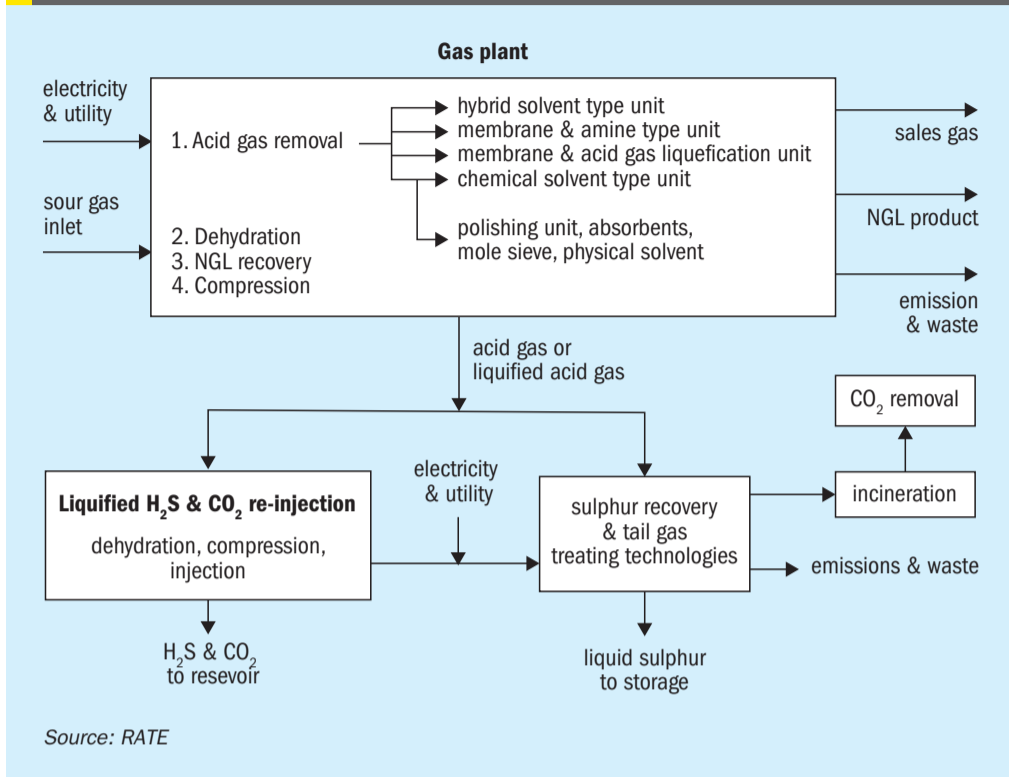 Gas plant
electricity
& utility
sour gas
inlet
1. Acid gas removal
hybrid solvent type unit
membrane & amine type unit
membrane & acid gas liquefication unit
chemical solvent type unit
polishing unit, absorbents,
mole sieve, physical solvent
2. Dehydration
3. NGL recovery
4. Compression
sales gas
NGL product
emission
& waste
acid gas or
liquified acid gas
CO₂ removal
incineration
electricity
& utility
Liquified H₂S & CO₂ re-injection
dehydration, compression,
injection
sulphur recovery
& tail gas
treating technologies
emissions & waste
H₂S & CO₂
to resevoir
liquid sulphur
to storage
Source: RATE